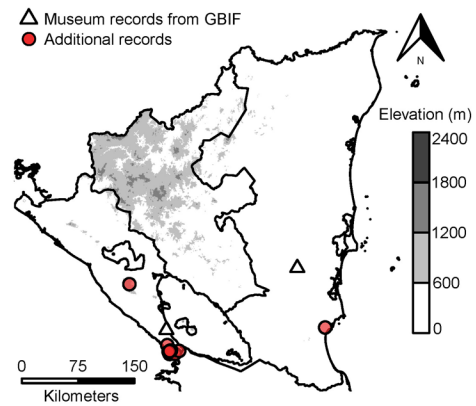 Museum records from GBIF
Additional records
N
Elevation (m)
2400
1800
1200
600
0
0 75 150
Kilometers